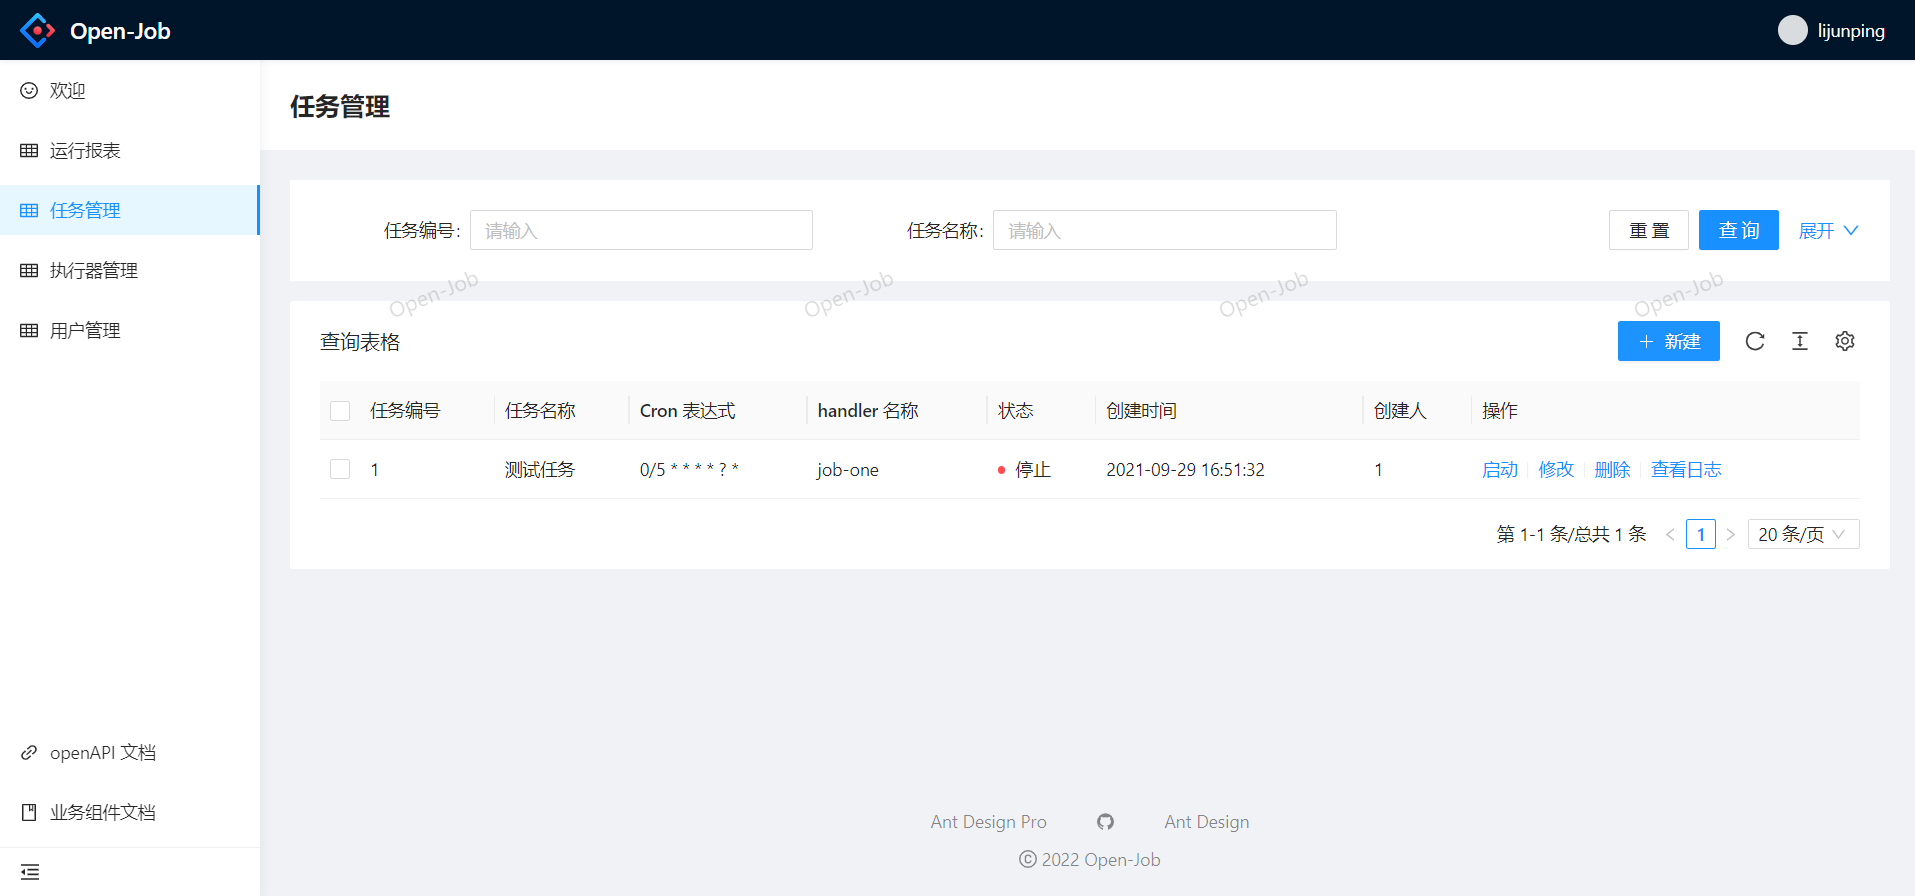 Open-Job
lijunping
欢迎
运行报表
任务管理
执行器管理
用户管理
openAPI 文档
业务组件文档
任务管理
任务编号: 请输入 任务名称: 请输入 重 置 查 询 展开
Open-Job Open-Job Open-Job Open-Job
查询表格 新建
任务编号 任务名称 Cron 表达式 handler 名称 状态 创建时间 创建人 操作
1 测试任务 0/5 * * * * ? * job-one 停止 2021-09-29 16:51:32 1 启动 修改 删除 查看日志
第 1-1 条/总共 1 条 < 1 > 20 条/页
Ant Design Pro Ant Design
© 2022 Open-Job